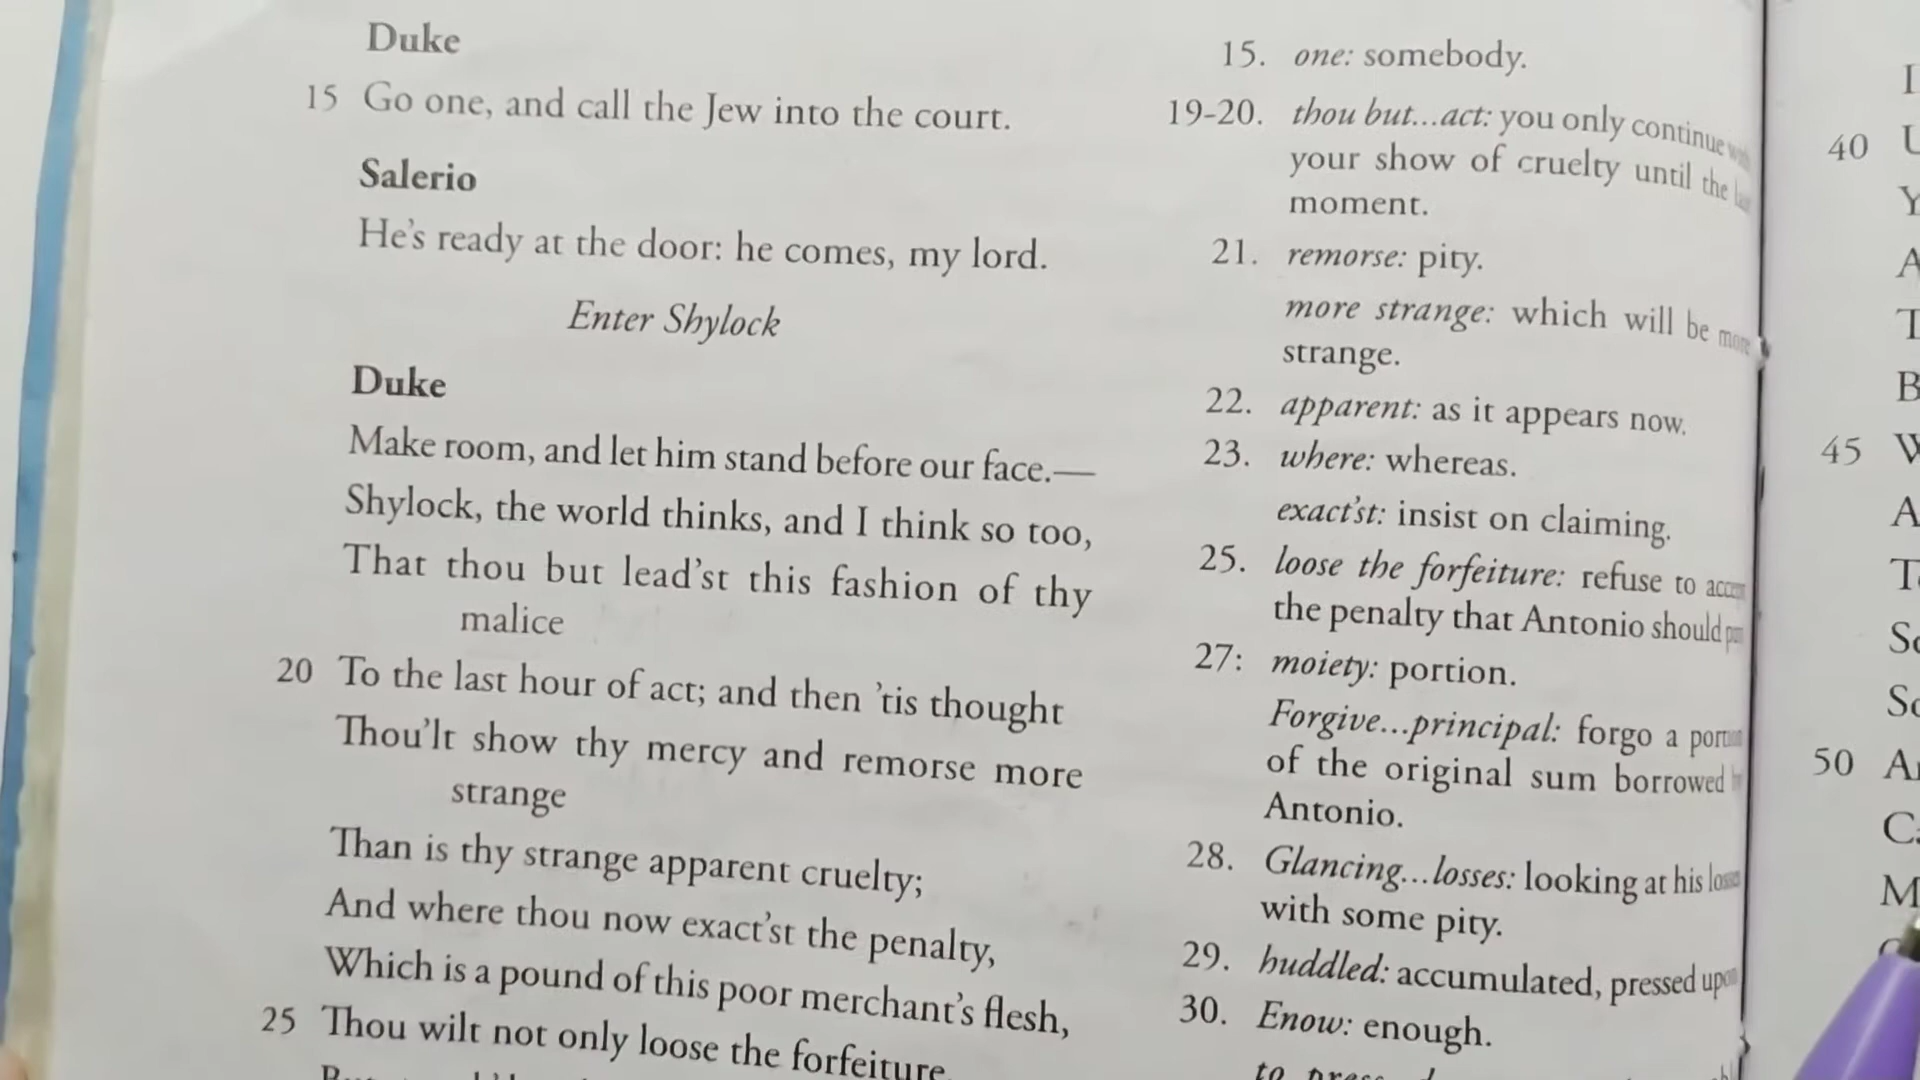 Duke
15 Go one, and call the Jew into the court.
Salerio
He's ready at the door: he comes, my lord.
Enter Shylock
Duke
Make room, and let him stand before our face.—
Shylock, the world thinks, and I think so too,
That thou but lead'st this fashion of thy
malice
20 To the last hour of act; and then 'tis thought
Thou'lt show thy mercy and remorse more
strange
Than is thy strange apparent cruelty;
And where thou now exact'st the penalty,
Which is a pound of this poor merchant's flesh,
25 Thou wilt not only loose the forfeiture,
15. one: somebody.
19-20. thou but...act: you only continue with
your show of cruelty until the last
moment.
21. remorse: pity.
more strange: which will be more
strange.
22. apparent: as it appears now.
23. where: whereas.
exact'st: insist on claiming.
25. loose the forfeiture: refuse to accept
the penalty that Antonio should
27: moiety: portion.
Forgive...principal: forgo a portion
of the original sum borrowed
Antonio.
28. Glancing...losses: looking at his losses
with some pity.
29. huddled: accumulated, pressed upon
30. Enow: enough.
to press
40
45
50